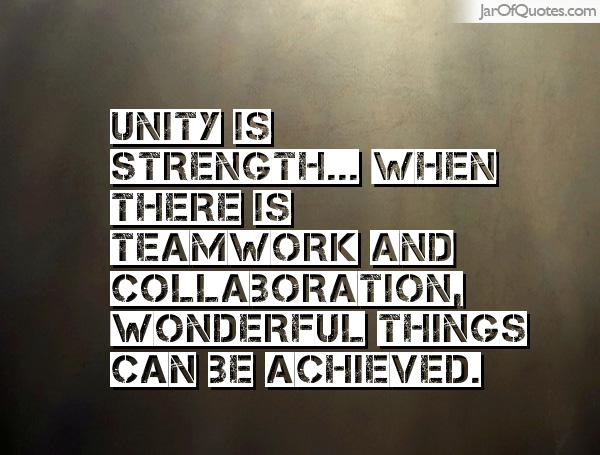 JarOfQuotes.com
UNITY IS
STRENGTH... WHEN
THERE IS
TEAMWORK AND
COLLABORATION,
WONDERFUL THINGS
CAN BE ACHIEVED.